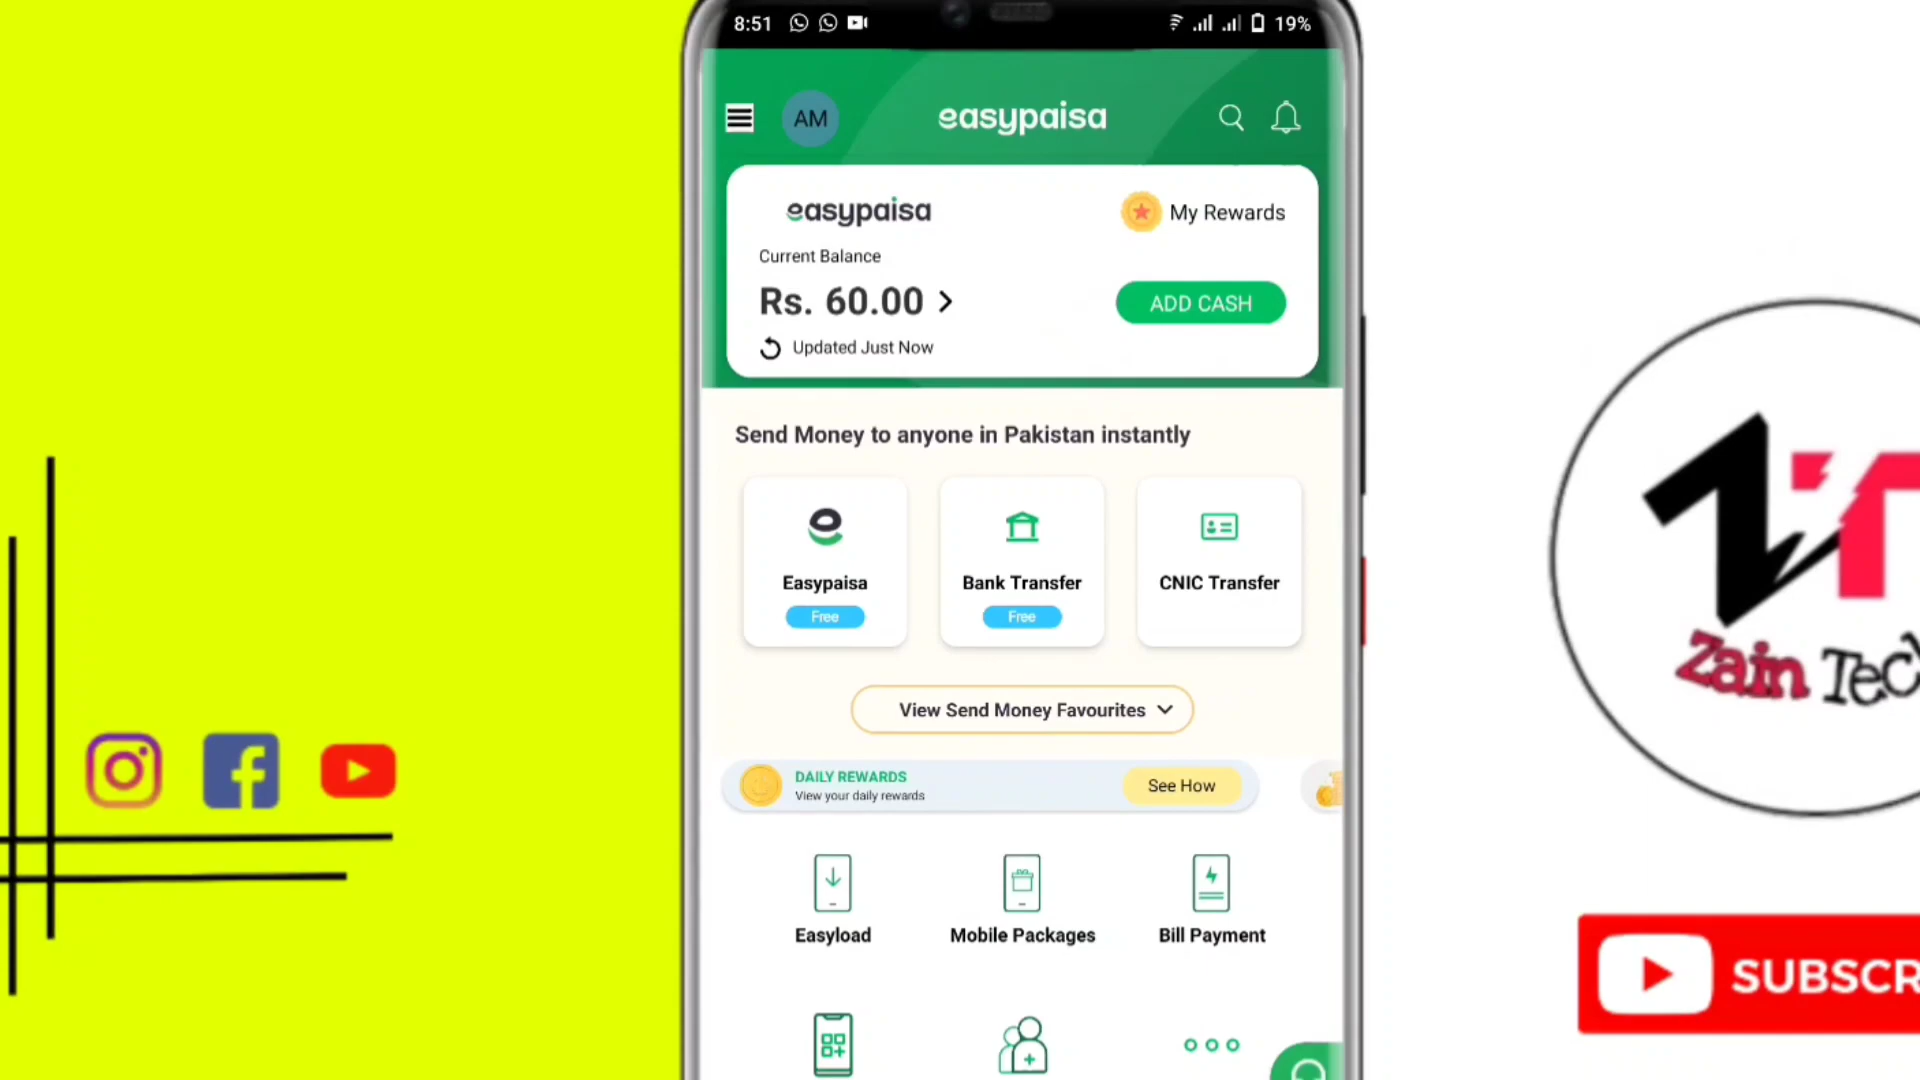 8:51
19%
AM
easypaisa
easypaisa
My Rewards
Current Balance
Rs. 60.00
ADD CASH
Updated Just Now
Send Money to anyone in Pakistan instantly
Easypaisa
Bank Transfer
CNIC Transfer
Free
Free
View Send Money Favourites
DAILY REWARDS
View your daily rewards
See How
Easyload
Mobile Packages
Bill Payment
ZT
Zain Tec
SUBSCR